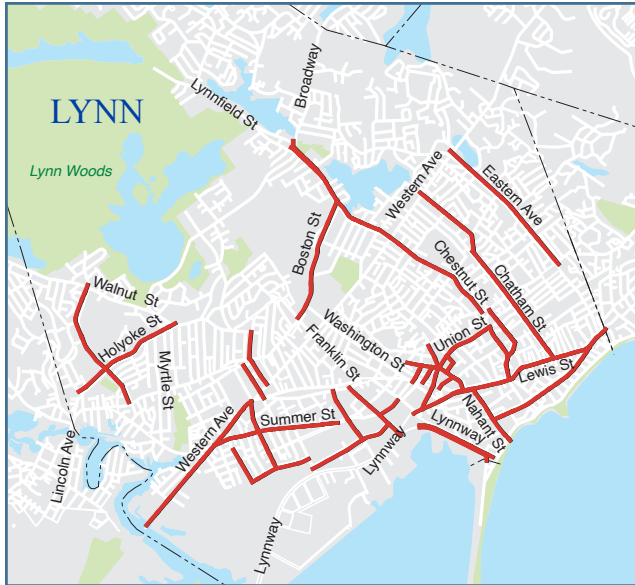 Broadway
Lynnfield St
LYNN
Lynn Woods
Western Ave
Eastern Ave
Boston St
Chestnut St
Chatham St
Walnut St
Washington St
Union St
Holyoke St
Franklin St
Myrtle St
Lewis St
Nahant St
Western Ave
Summer St
Lynnway
Lynnway
Lincoln Ave
Lynnway